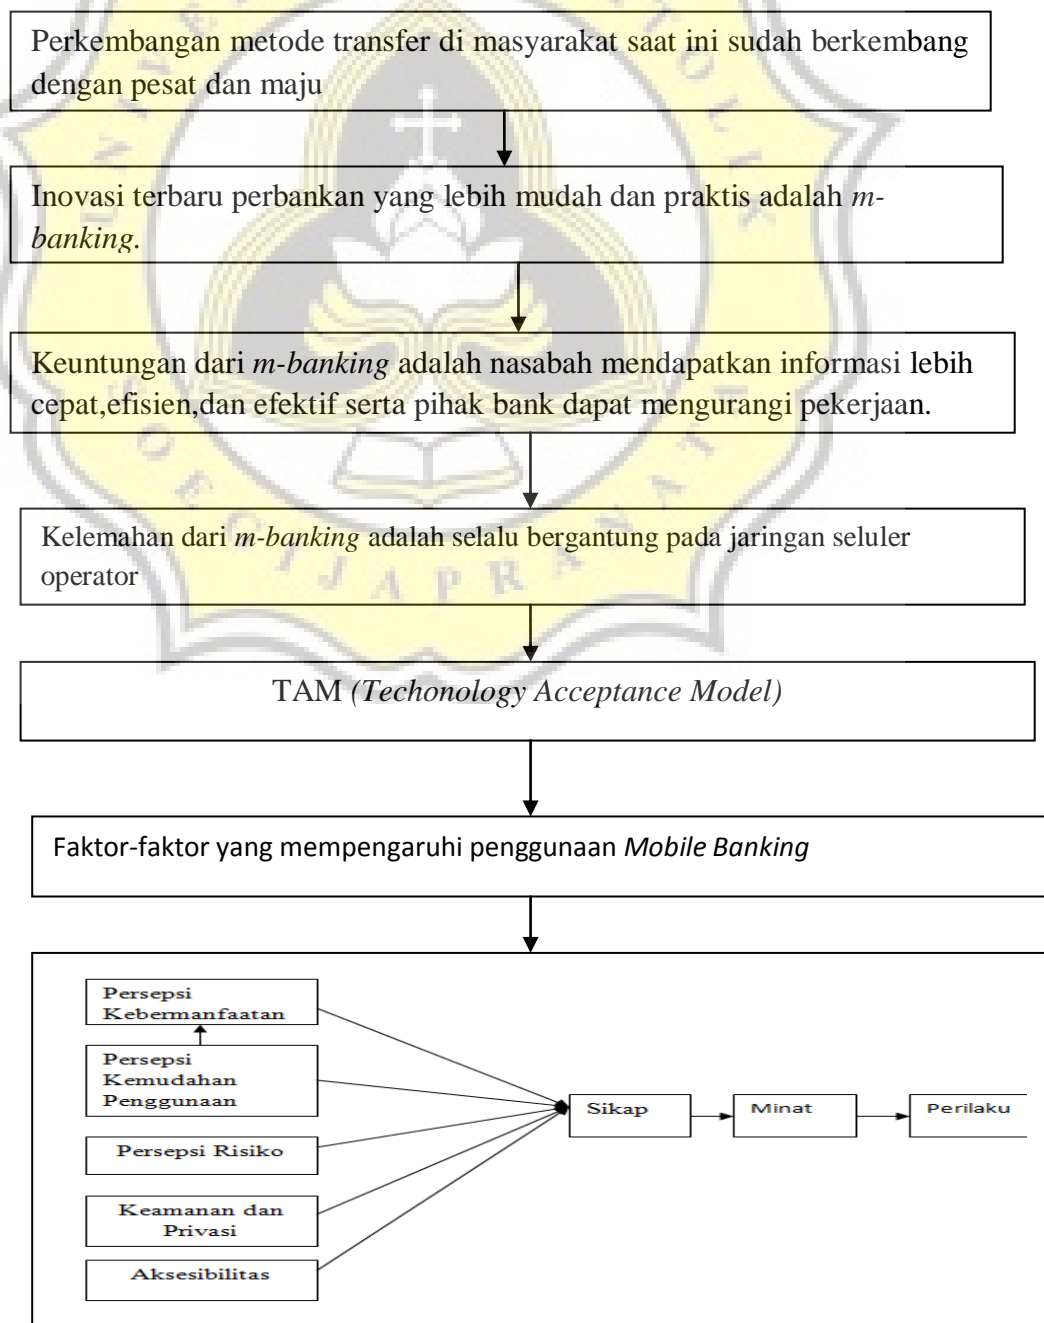 Perkembangan metode transfer di masyarakat saat ini sudah berkembang
dengan pesat dan maju
Inovasi terbaru perbankan yang lebih mudah dan praktis adalah m-
banking.
Keuntungan dari m-banking adalah nasabah mendapatkan informasi lebih
cepat,efisien,dan efektif serta pihak bank dapat mengurangi pekerjaan.
SOEGIJAPRANATA
Kelemahan dari m-banking adalah selalu bergantung pada jaringan seluler
operator
TAM (Techonology Acceptance Model)
Faktor-faktor yang mempengaruhi penggunaan Mobile Banking
Persepsi
Kebermanfaatan
Persepsi
Kemudahan
Penggunaan
Persepsi Risiko
Keamanan dan
Privasi
Aksesibilitas
Sikap
Minat
Perilaku